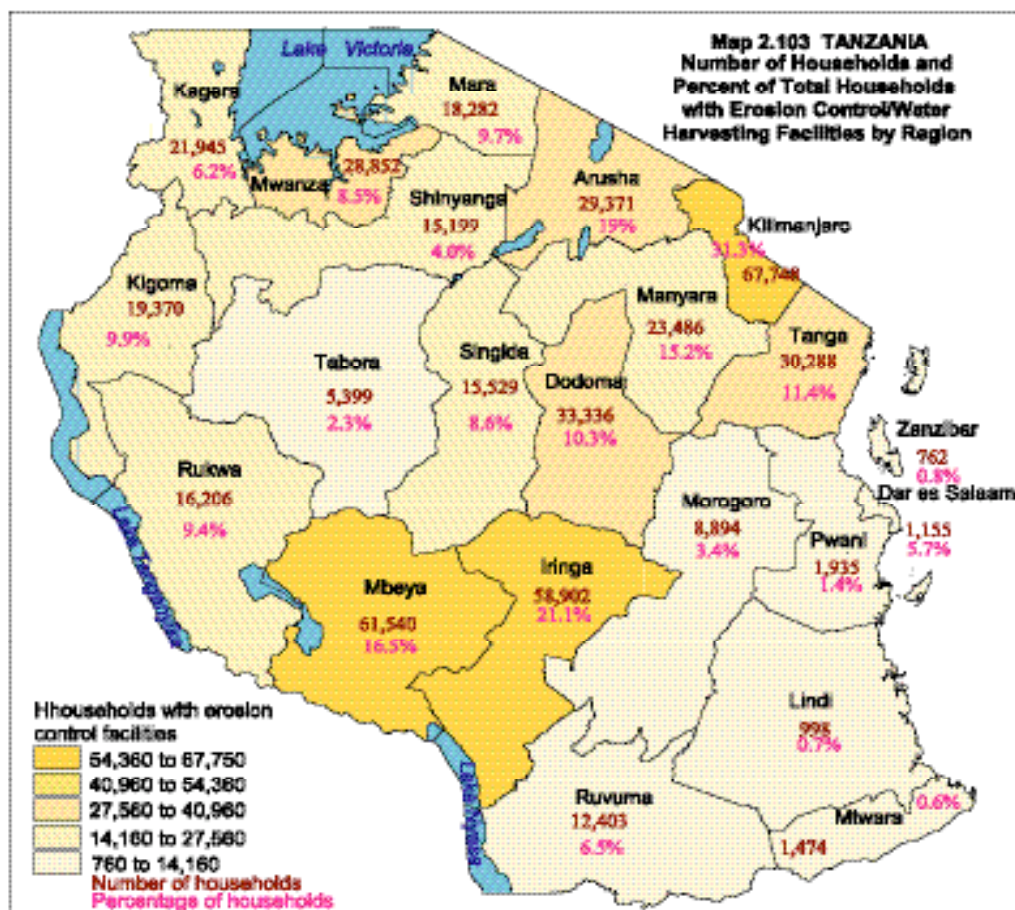 Map 2.103 TANZANIA
Number of Households and
Percent of Total Households
with Erosion Control/Water
Harvesting Facilities by Region
Lake Victoria
Kagera
21,945
6.2%
Mara
18,282
9.7%
Mwanza
28,852
8.5%
Shinyanga
15,199
4.0%
Arusha
29,371
19%
Kilimanjaro
31.3%
67,748
Kigoma
19,370
9.9%
Tabora
5,399
2.3%
Singida
15,529
8.6%
Manyara
23,486
15.2%
Dodoma
33,336
10.3%
Tanga
30,288
11.4%
Zanzibar
762
0.8%
Dar es Salaam
1,155
5.7%
Rukwa
16,206
9.4%
Lake Tanganyika
Mbeya
61,540
16.5%
Iringa
58,902
21.1%
Morogoro
8,894
3.4%
Pwani
1,935
1.4%
Lindi
998
0.7%
Lake Nyasa
Ruvuma
12,403
6.5%
Mtwara
0.6%
1,474
Hhouseholds with erosion
control facilities
54,360 to 67,750
40,960 to 54,360
27,560 to 40,960
14,160 to 27,560
760 to 14,160
Number of households
Percentage of households